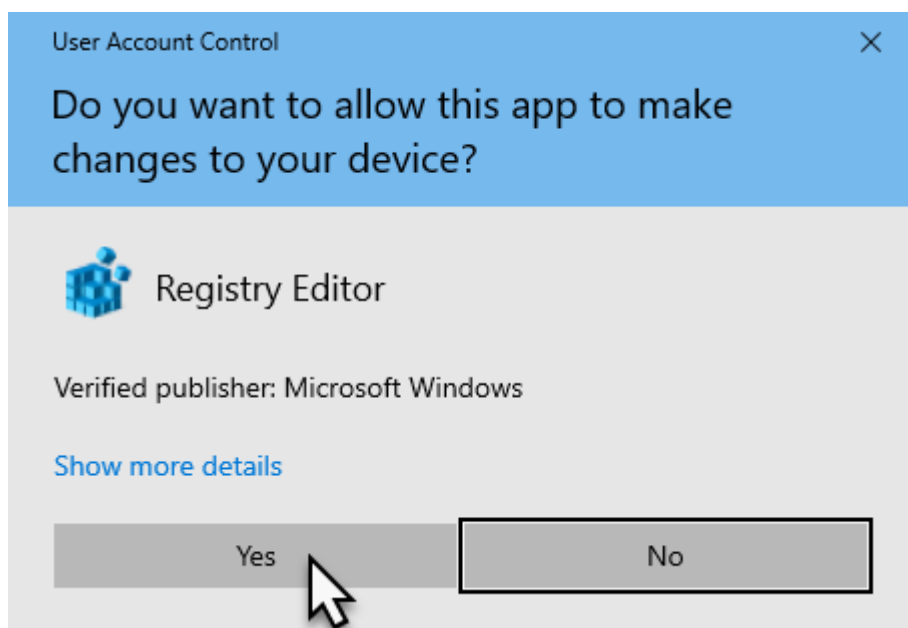 User Account Control
Do you want to allow this app to make
changes to your device?
Registry Editor
Verified publisher: Microsoft Windows
Show more details
Yes
No